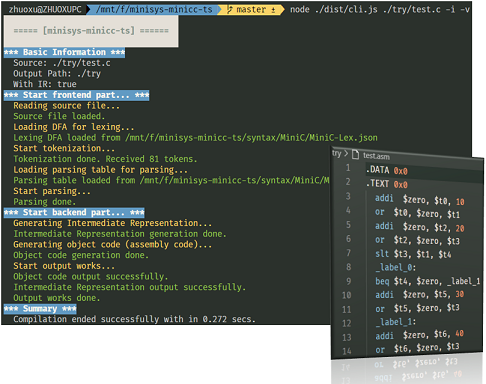 zhuoxu@ZHUOXUPC /mnt/f/minisys-minicc-ts master ± node ./dist/cli.js ./try/test.c -i -v
===== [minisys-minicc-ts] ======
*** Basic Information ***
Source: ./try/test.c
Output Path: ./try
With IR: true
*** Start frontend part... ***
Reading source file...
Source file loaded.
Loading DFA for lexing...
Lexing DFA loaded from /mnt/f/minisys-minicc-ts/syntax/MiniC/MiniC-Lex.json
Start tokenization...
Tokenization done. Received 81 tokens.
Loading parsing table for parsing...
Parsing table loaded from /mnt/f/minisys-minicc-ts/syntax/MiniC/M
Start parsing...
Parsing done.
*** Start backend part... ***
Generating Intermediate Representation...
Intermediate Representation generation done.
Generating object code (assembly code)...
Object code generation done.
Start output works...
Object code output successfully.
Intermediate Representation output successfully.
Output works done.
*** Summary ***
Compilation ended successfully with in 0.272 secs.
try > test.asm
1 .DATA 0x0
2 .TEXT 0x0
3 addi $zero, $t0, 10
4 or $t0, $zero, $t1
5 addi $zero, $t2, 20
6 or $t2, $zero, $t3
7 slt $t3, $t1, $t4
8 _label_0:
9 beq $t4, $zero, _label_1
10 addi $zero, $t5, 30
11 or $t5, $zero, $t3
12 _label_1:
13 addi $zero, $t6, 40
14 or $t6, $zero, $t3